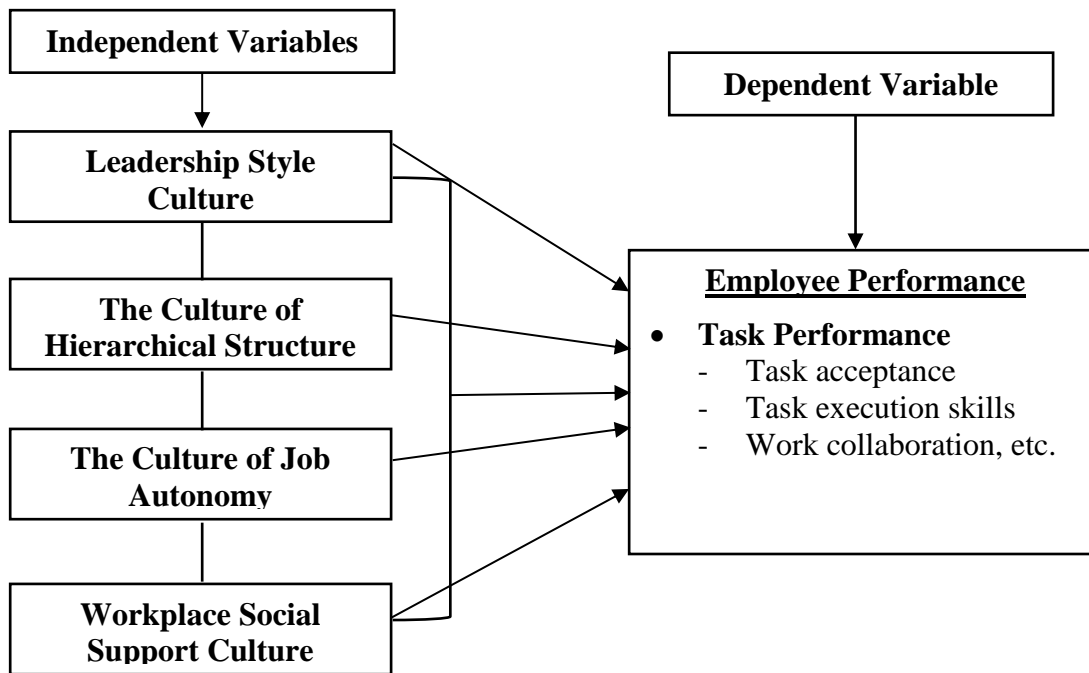 Independent Variables
Dependent Variable
Leadership Style
Culture
The Culture of
Hierarchical Structure
The Culture of Job
Autonomy
Workplace Social
Support Culture
Employee Performance
• Task Performance
- Task acceptance
- Task execution skills
- Work collaboration, etc.